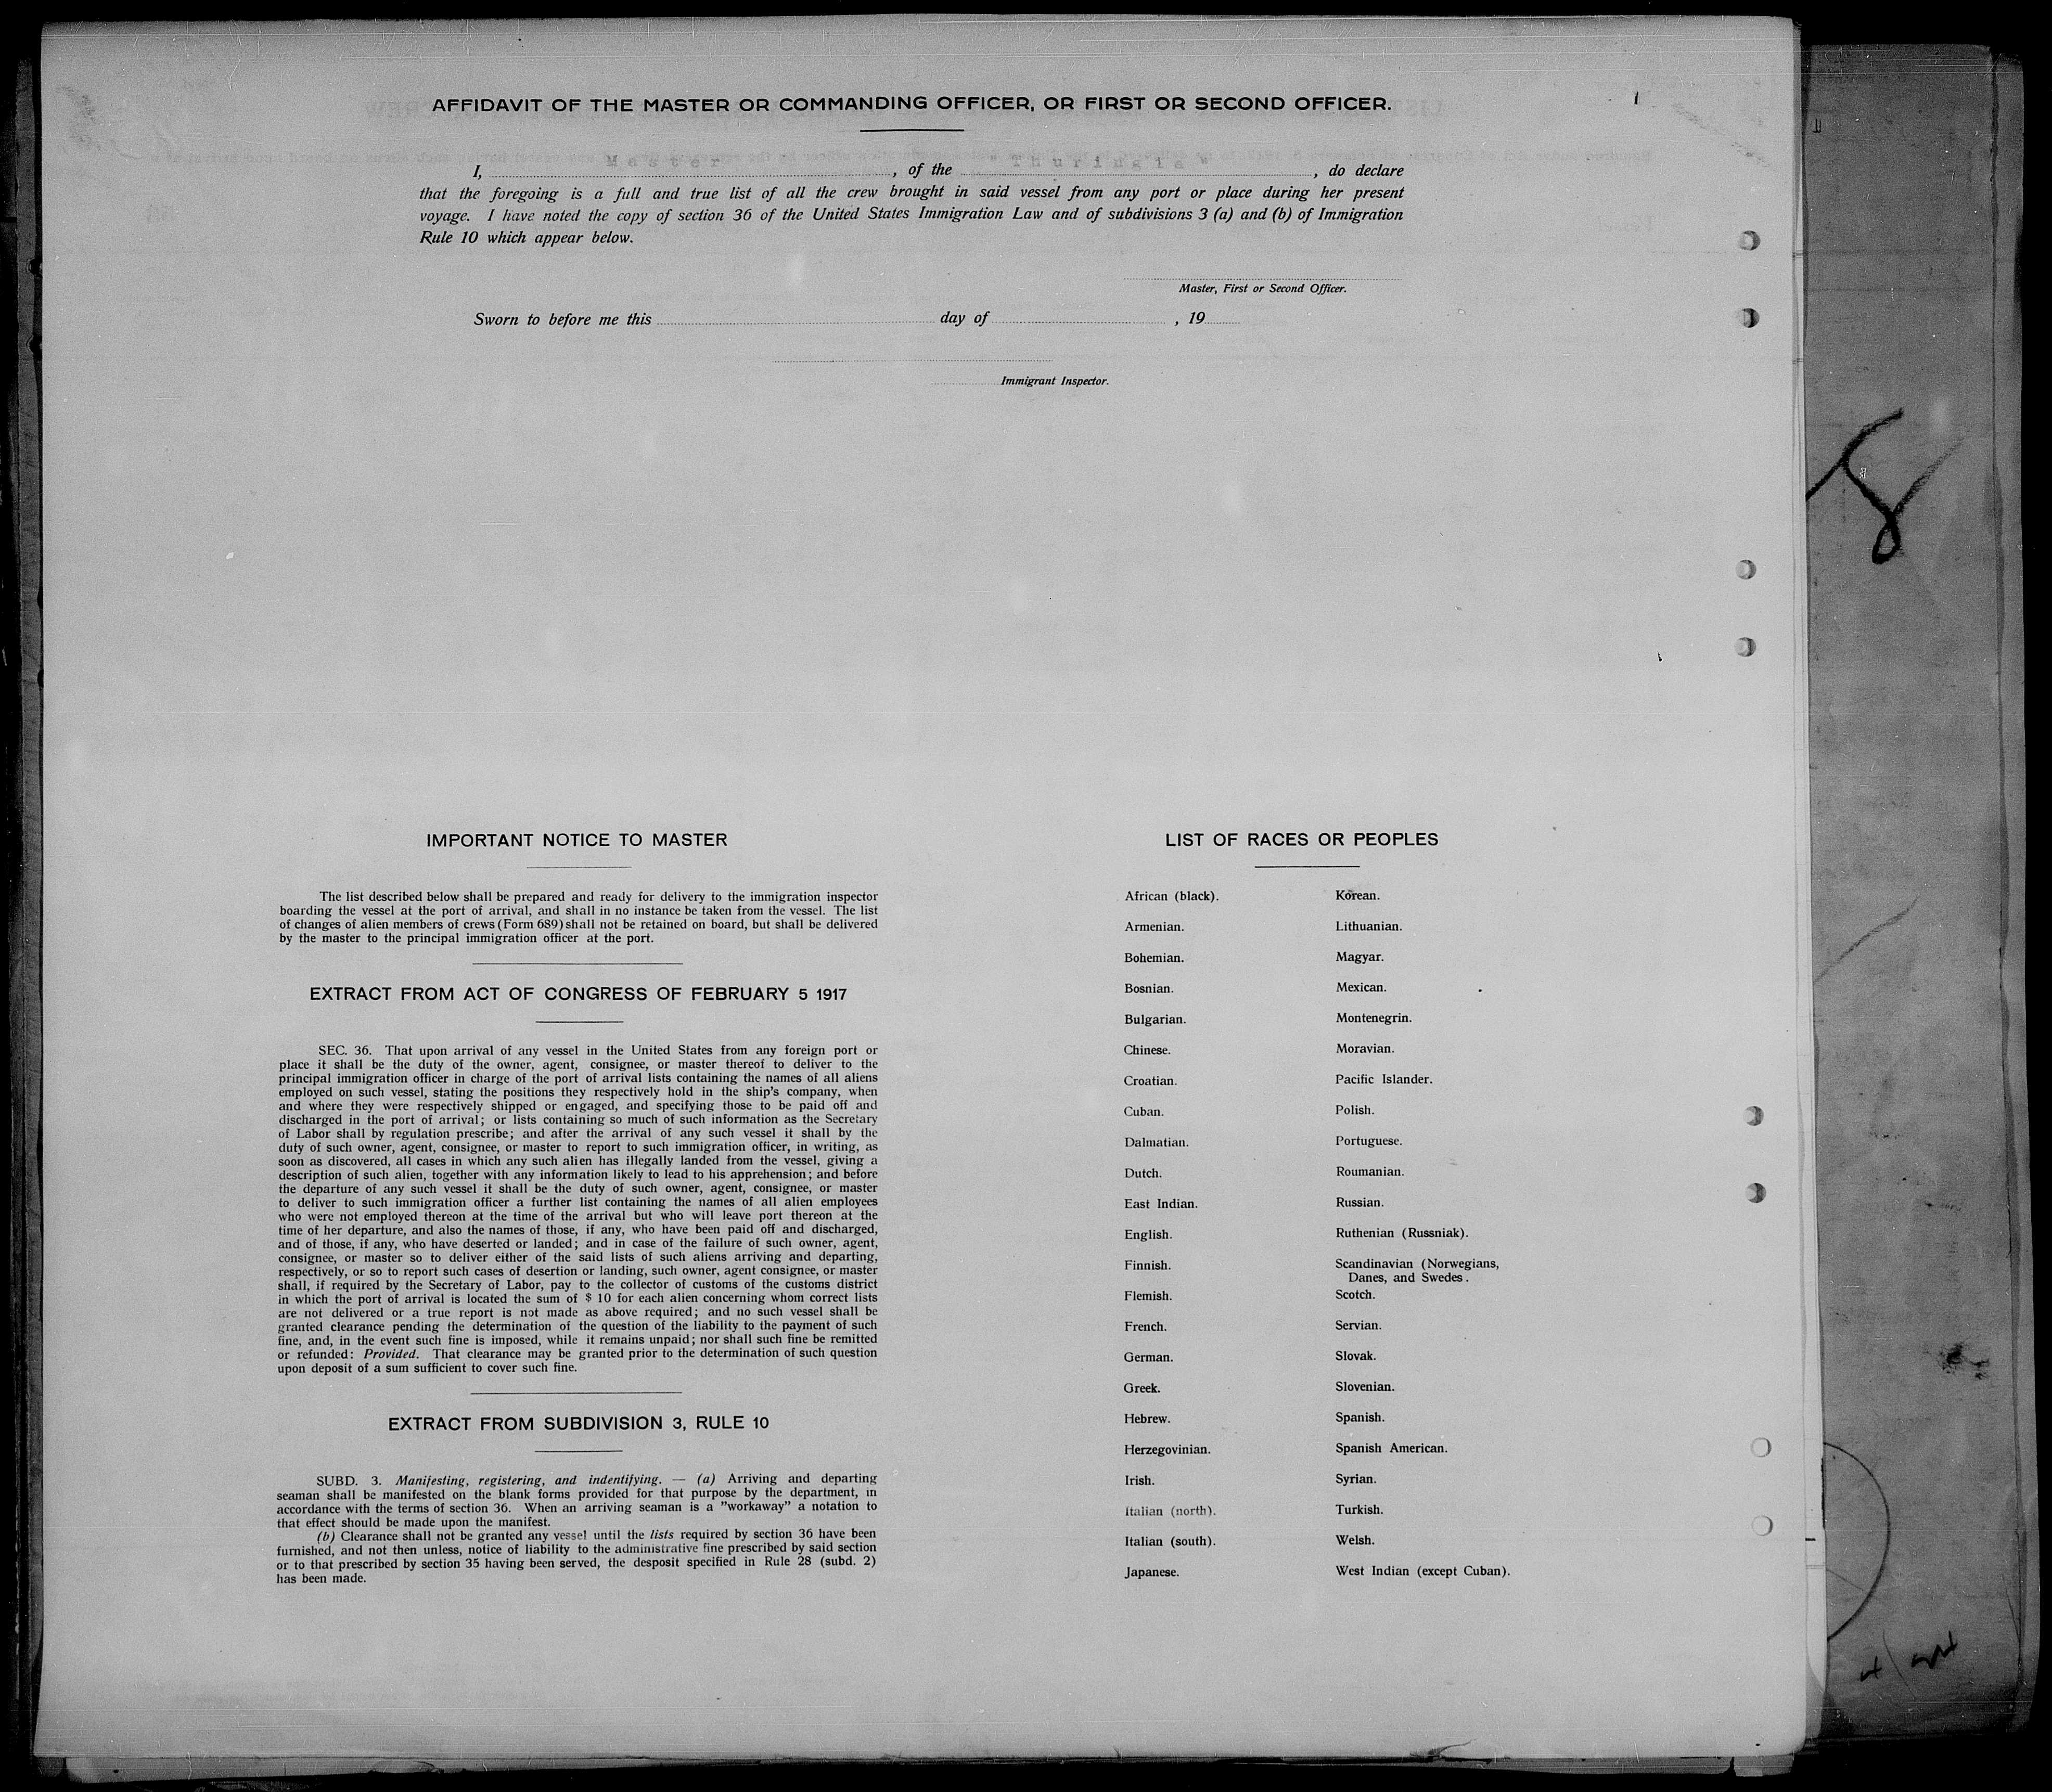 AFFIDAVIT OF THE MASTER OR COMMANDING OFFICER, OR FIRST OR SECOND OFFICER.
I, Master, of the "Thuringia", do declare
that the foregoing is a full and true list of all the crew brought in said vessel from any port or place during her present
voyage. I have noted the copy of section 36 of the United States Immigration Law and of subdivisions 3 (a) and (b) of Immigration
Rule 10 which appear below.
Master, First or Second Officer.
Sworn to before me this day of , 19
Immigrant Inspector.
IMPORTANT NOTICE TO MASTER
The list described below shall be prepared and ready for delivery to the immigration inspector
boarding the vessel at the port of arrival, and shall in no instance be taken from the vessel. The list
of changes of alien members of crews (Form 689) shall not be retained on board, but shall be delivered
by the master to the principal immigration officer at the port.
EXTRACT FROM ACT OF CONGRESS OF FEBRUARY 5 1917
SEC. 36. That upon arrival of any vessel in the United States from any foreign port or
place it shall be the duty of the owner, agent, consignee, or master thereof to deliver to the
principal immigration officer in charge of the port of arrival lists containing the names of all aliens
employed on such vessel, stating the positions they respectively hold in the ship's company, when
and where they were respectively shipped or engaged, and specifying those to be paid off and
discharged in the port of arrival; or lists containing so much of such information as the Secretary
of Labor shall by regulation prescribe; and after the arrival of any such vessel it shall by the
duty of such owner, agent, consignee, or master to report to such immigration officer, in writing, as
soon as discovered, all cases in which any such alien has illegally landed from the vessel, giving a
description of such alien, together with any information likely to lead to his apprehension; and before
the departure of any such vessel it shall be the duty of such owner, agent, consignee, or master
to deliver to such immigration officer a further list containing the names of all alien employees
who were not employed thereon at the time of the arrival but who will leave port thereon at the
time of her departure, and also the names of those, if any, who have been paid off and discharged,
and of those, if any, who have deserted or landed; and in case of the failure of such owner, agent,
consignee, or master so to deliver either of the said lists of such aliens arriving and departing,
respectively, or so to report such cases of desertion or landing, such owner, agent consignee, or master
shall, if required by the Secretary of Labor, pay to the collector of customs of the customs district
in which the port of arrival is located the sum of $ 10 for each alien concerning whom correct lists
are not delivered or a true report is not made as above required; and no such vessel shall be
granted clearance pending the determination of the question of the liability to the payment of such
fine, and, in the event such fine is imposed, while it remains unpaid; nor shall such fine be remitted
or refunded: Provided. That clearance may be granted prior to the determination of such question
upon deposit of a sum sufficient to cover such fine.
EXTRACT FROM SUBDIVISION 3, RULE 10
SUBD. 3. Manifesting, registering, and indentifying. — (a) Arriving and departing
seaman shall be manifested on the blank forms provided for that purpose by the department, in
accordance with the terms of section 36. When an arriving seaman is a "workaway" a notation to
that effect should be made upon the manifest.
(b) Clearance shall not be granted any vessel until the lists required by section 36 have been
furnished, and not then unless, notice of liability to the administrative fine prescribed by said section
or to that prescribed by section 35 having been served, the desposit specified in Rule 28 (subd. 2)
has been made.
LIST OF RACES OR PEOPLES
African (black).
Armenian.
Bohemian.
Bosnian.
Bulgarian.
Chinese.
Croatian.
Cuban.
Dalmatian.
Dutch.
East Indian.
English.
Finnish.
Flemish.
French.
German.
Greek.
Hebrew.
Herzegovinian.
Irish.
Italian (north).
Italian (south).
Japanese.
Korean.
Lithuanian.
Magyar.
Mexican.
Montenegrin.
Moravian.
Pacific Islander.
Polish.
Portuguese.
Roumanian.
Russian.
Ruthenian (Russniak).
Scandinavian (Norwegians,
Danes, and Swedes.
Scotch.
Servian.
Slovak.
Slovenian.
Spanish.
Spanish American.
Syrian.
Turkish.
Welsh.
West Indian (except Cuban).